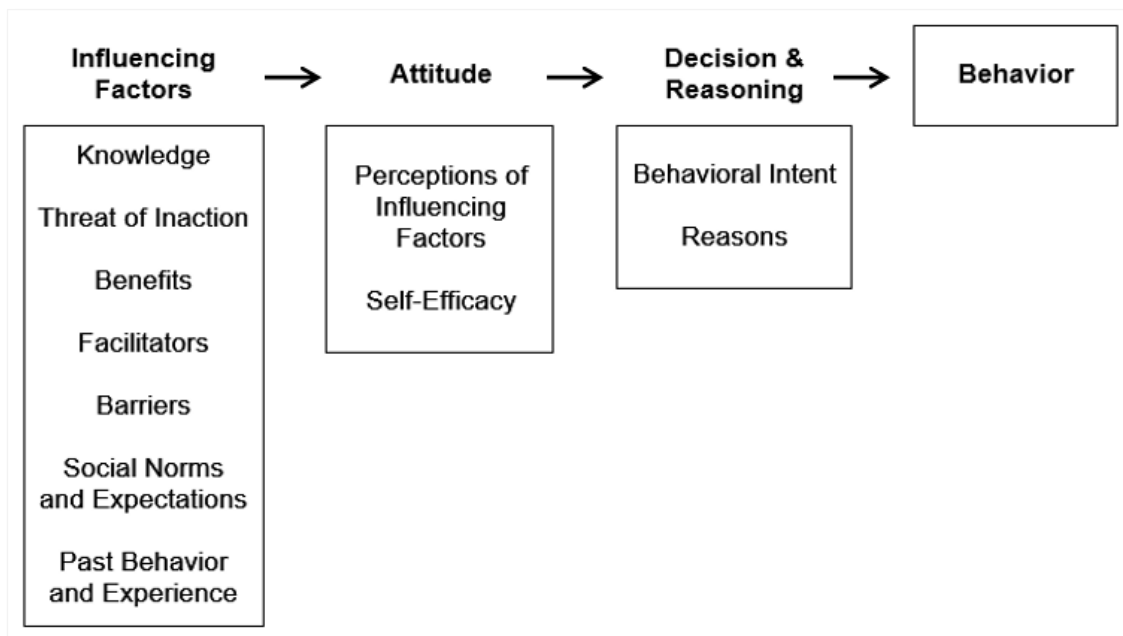 Influencing
Factors
Attitude
Decision &
Reasoning
Behavior
Knowledge
Threat of Inaction
Benefits
Facilitators
Barriers
Social Norms
and Expectations
Past Behavior
and Experience
Perceptions of
Influencing
Factors
Self-Efficacy
Behavioral Intent
Reasons